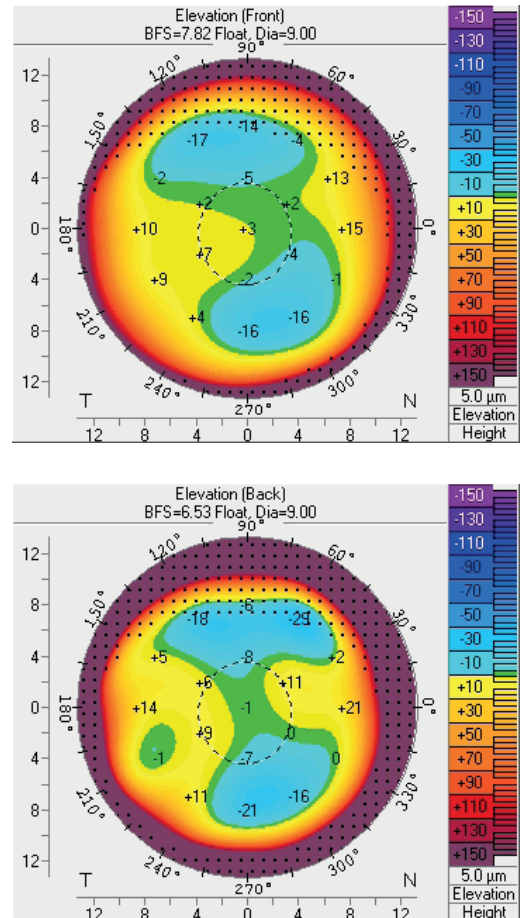 Elevation (Front)
BFS=7.82 Float, Dia=9.00
90°
120° 60°
150° 30°
180° 0°
210° 330°
240° 300°
270°
12
8
4
0
4
8
12
-17 -14 -4
-2 -5 +13
+2 +2
+10 +3 +15
+7 -4
+9 -2 -1
+4 -16 -16
T N
12 8 4 0 4 8 12
-150
-130
-110
-90
-70
-50
-30
-10
+10
+30
+50
+70
+90
+110
+130
+150
5.0 µm
Elevation
Height
Elevation (Back)
BFS=6.53 Float, Dia=9.00
90°
120° 60°
150° 30°
180° 0°
210° 330°
240° 300°
270°
12
8
4
0
4
8
12
-18 -6 -29
+5 -8 +2
+6 +11
+14 -1 +21
+9 0
-1 -7 0
+11 -21 -16
T N
12 8 4 0 4 8 12
-150
-130
-110
-90
-70
-50
-30
-10
+10
+30
+50
+70
+90
+110
+130
+150
5.0 µm
Elevation
Height